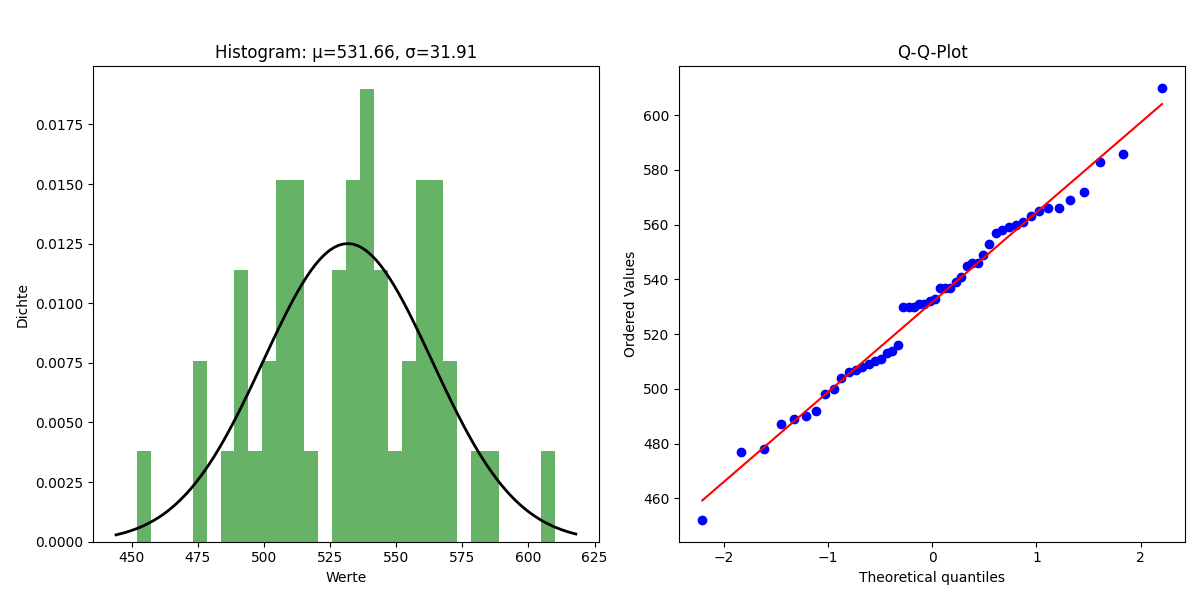 Histogram: μ=531.66, σ=31.91
Dichte
0.0175
0.0150
0.0125
0.0100
0.0075
0.0050
0.0025
0.0000
450 475 500 525 550 575 600 625
Werte
Q-Q-Plot
Ordered Values
600
580
560
540
520
500
480
460
−2 −1 0 1 2
Theoretical quantiles